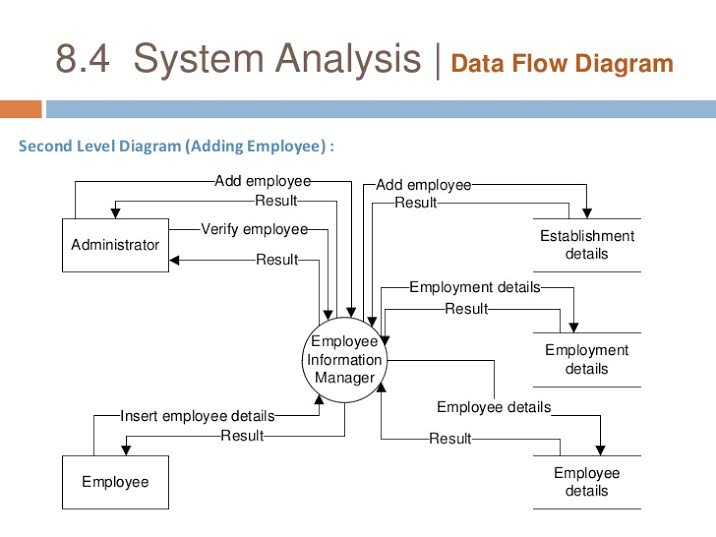 8.4 System Analysis | Data Flow Diagram
Second Level Diagram (Adding Employee) :
Add employee
Result
Verify employee
Result
Administrator
Add employee
Result
Establishment
details
Employment details
Result
Employment
details
Employee
Information
Manager
Insert employee details
Result
Employee
Employee details
Result
Employee
details